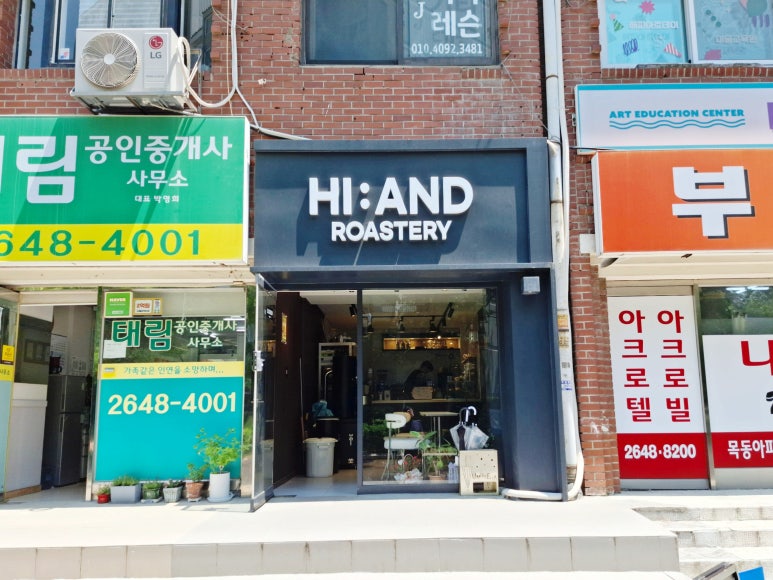 레슨
010.4092.3481
LG
ART EDUCATION CENTER
림 공인중개사
사무소
대표 박영희
648-4001
HI:AND
ROASTERY
부
NAVER
태림 공인중개사
사무소
가족같은 인연을 소망하며...
2648-4001
아크로텔
아크로빌
2648·8200
목동아파